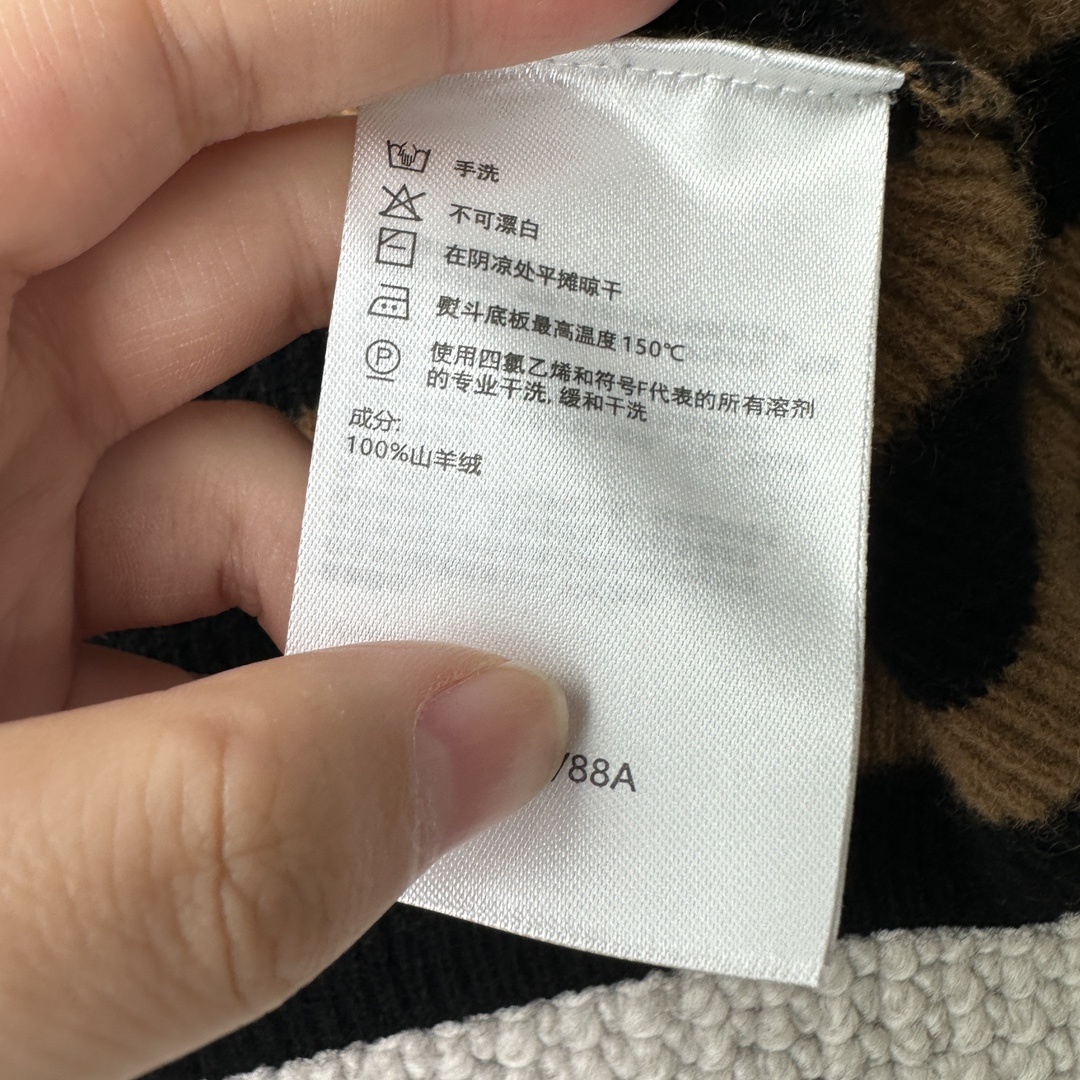 手洗
不可漂白
在阴凉处平摊晾干
熨斗底板最高温度150℃
P
使用四氯乙烯和符号F代表的所有溶剂
的专业干洗,缓和干洗
成分:
100%山羊绒
/88A